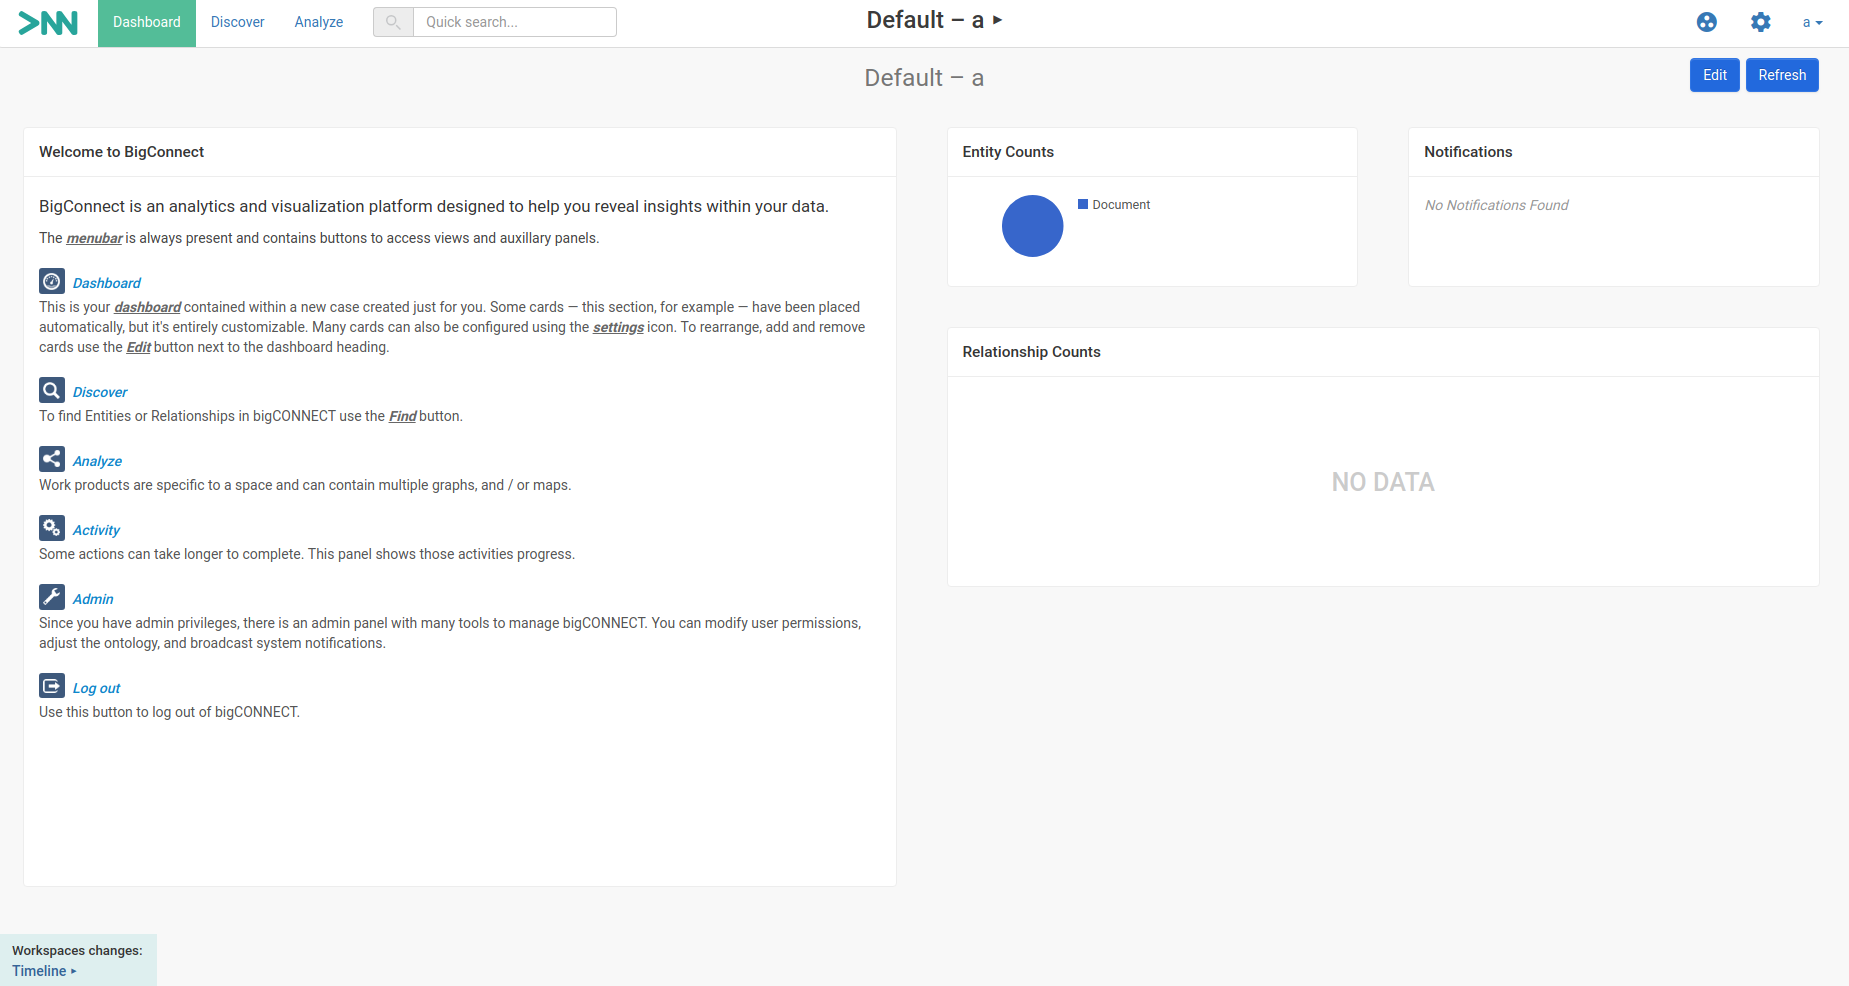 >NN Dashboard Discover Analyze Quick search... Default – a ▸ a
Default – a Edit Refresh
Welcome to BigConnect
BigConnect is an analytics and visualization platform designed to help you reveal insights within your data.
The menubar is always present and contains buttons to access views and auxillary panels.
Dashboard
This is your dashboard contained within a new case created just for you. Some cards — this section, for example — have been placed
automatically, but it's entirely customizable. Many cards can also be configured using the settings icon. To rearrange, add and remove
cards use the Edit button next to the dashboard heading.
Discover
To find Entities or Relationships in bigCONNECT use the Find button.
Analyze
Work products are specific to a space and can contain multiple graphs, and / or maps.
Activity
Some actions can take longer to complete. This panel shows those activities progress.
Admin
Since you have admin privileges, there is an admin panel with many tools to manage bigCONNECT. You can modify user permissions,
adjust the ontology, and broadcast system notifications.
Log out
Use this button to log out of bigCONNECT.
Entity Counts
Document
Notifications
No Notifications Found
Relationship Counts
NO DATA
Workspaces changes:
Timeline ▸